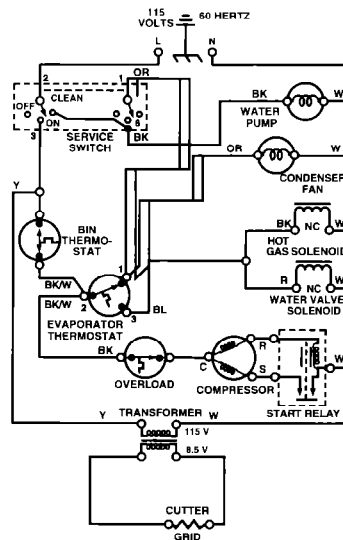 115
VOLTS 60 HERTZ
L N
2 1 OR
CLEAN
OFF
ON 6
3 SERVICE SWITCH BK
BK W
WATER
PUMP
OR W
CONDENSER
FAN
Y
BIN
THERMO-
STAT
BK NC W
HOT
GAS SOLENOID
R NC W
WATER VALVE
SOLENOID
BK/W 1
2
BK/W 3 BL
EVAPORATOR
THERMOSTAT
BK R
OVERLOAD C S W
COMPRESSOR
START RELAY
Y TRANSFORMER W
115 V
8.5 V
CUTTER
GRID